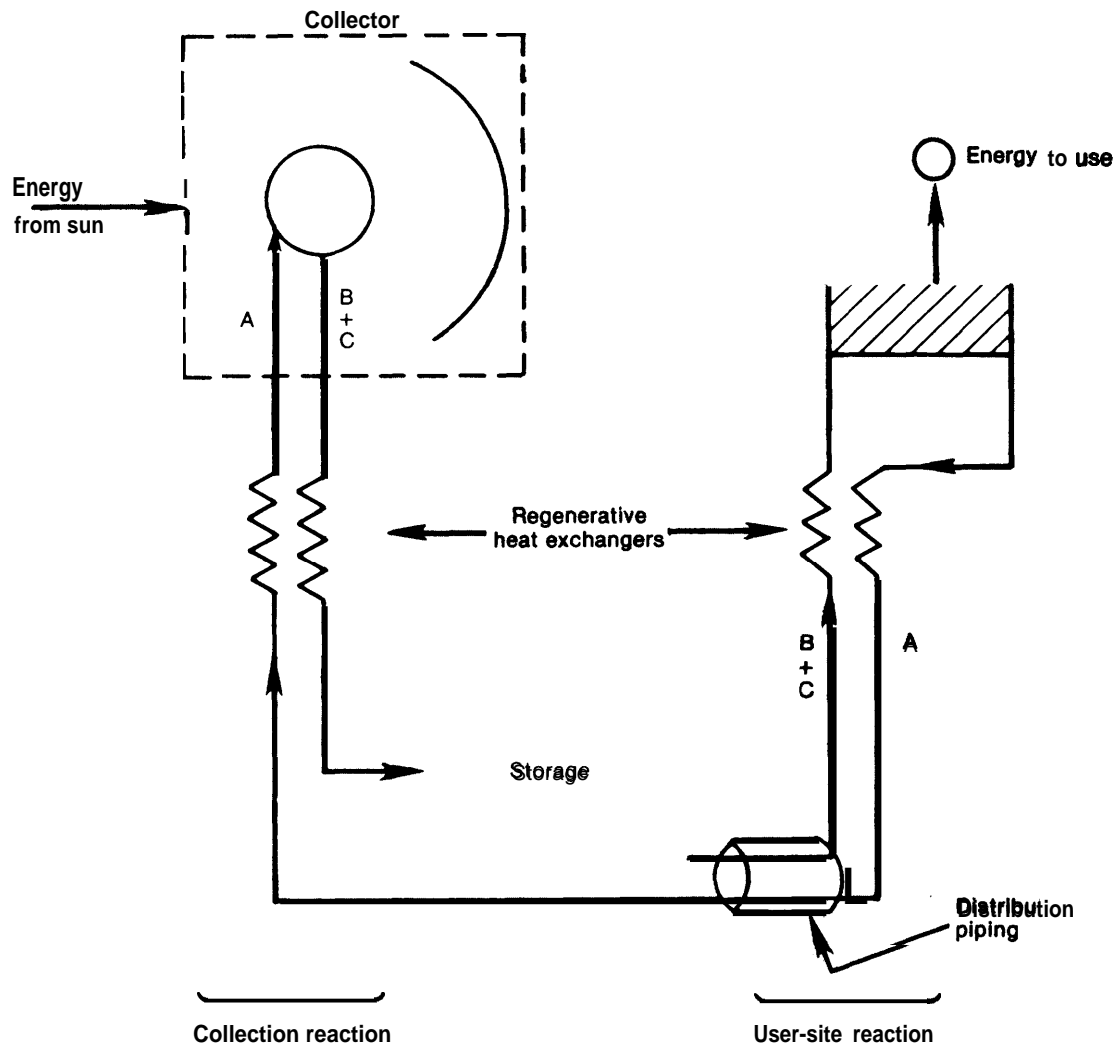 Collector
Energy
from sun
Energy to use
A
B
+
C
Regenerative
heat exchangers
B
+
C
A
Storage
Distribution
piping
Collection reaction
User-site reaction